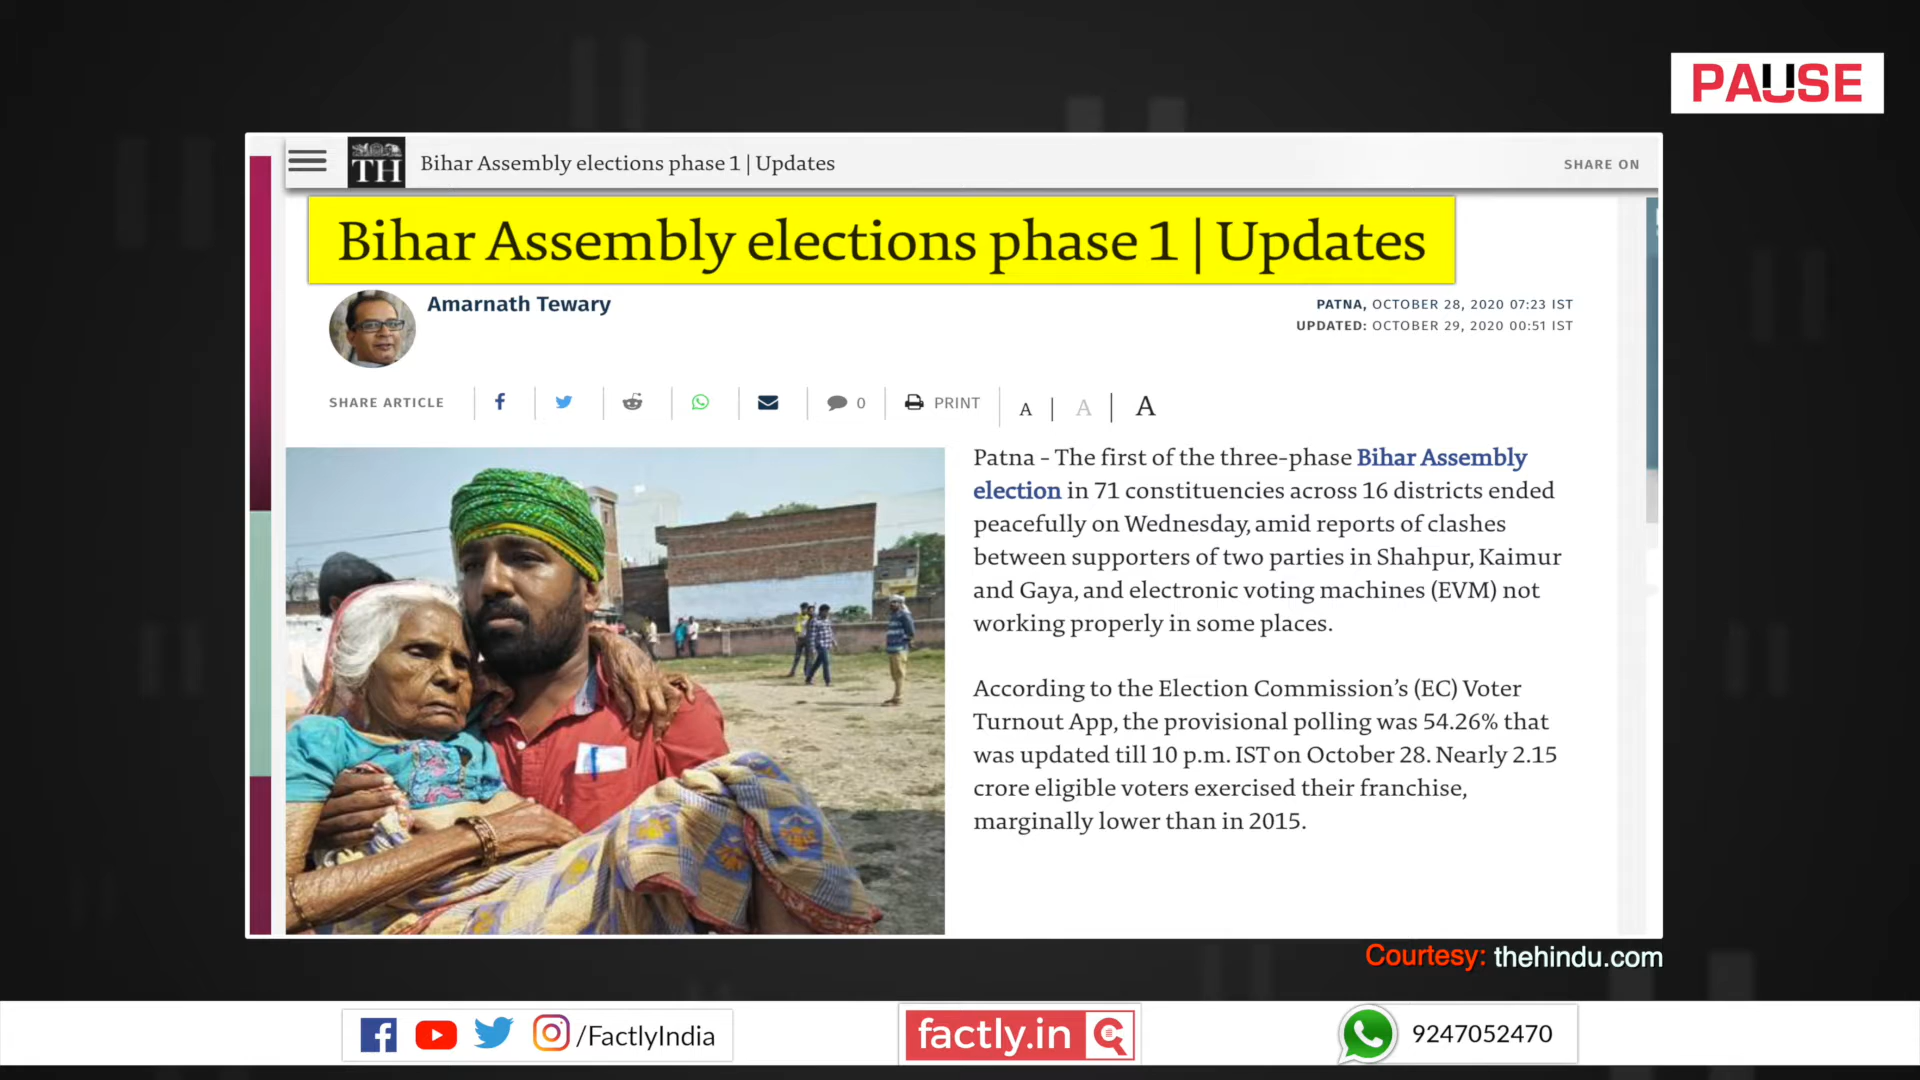 PAUSE
TH
Bihar Assembly elections phase 1 | Updates
SHARE ON
Bihar Assembly elections phase 1 | Updates
Amarnath Tewary
PATNA, OCTOBER 28, 2020 07:23 IST
UPDATED: OCTOBER 29, 2020 00:51 IST
SHARE ARTICLE
0
PRINT
A | A | A
Patna - The first of the three-phase Bihar Assembly
election in 71 constituencies across 16 districts ended
peacefully on Wednesday, amid reports of clashes
between supporters of two parties in Shahpur, Kaimur
and Gaya, and electronic voting machines (EVM) not
working properly in some places.
According to the Election Commission’s (EC) Voter
Turnout App, the provisional polling was 54.26% that
was updated till 10 p.m. IST on October 28. Nearly 2.15
crore eligible voters exercised their franchise,
marginally lower than in 2015.
Courtesy: thehindu.com
/FactlyIndia
factly.in
9247052470